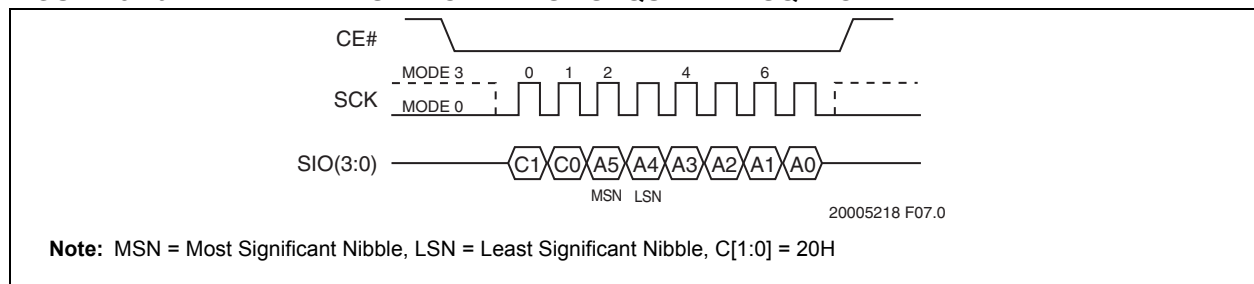 CE#
MODE 3
0 1 2 4 6
SCK
MODE 0
SIO(3:0)
C1 C0 A5 A4 A3 A2 A1 A0
MSN LSN
20005218 F07.0
Note: MSN = Most Significant Nibble, LSN = Least Significant Nibble, C[1:0] = 20H